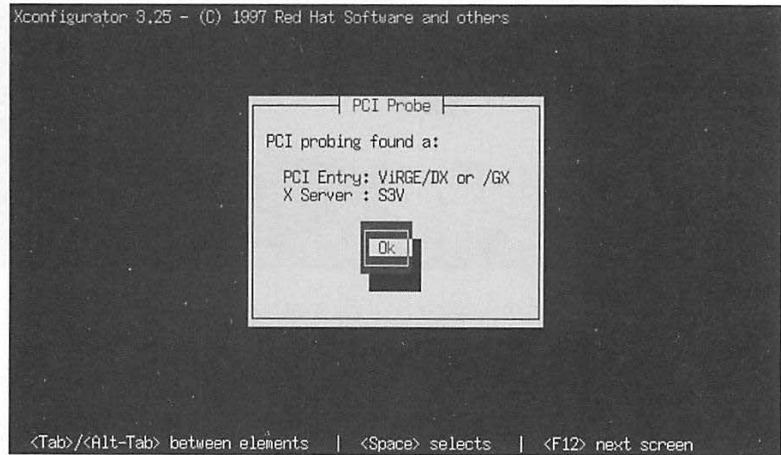 Xconfigurator 3.25 - (C) 1997 Red Hat Software and others
PCI Probe
PCI probing found a:
PCI Entry: ViRGE/DX or /GX
X Server : S3V
Ok
<Tab>/<Alt-Tab> between elements | <Space> selects | <F12> next screen